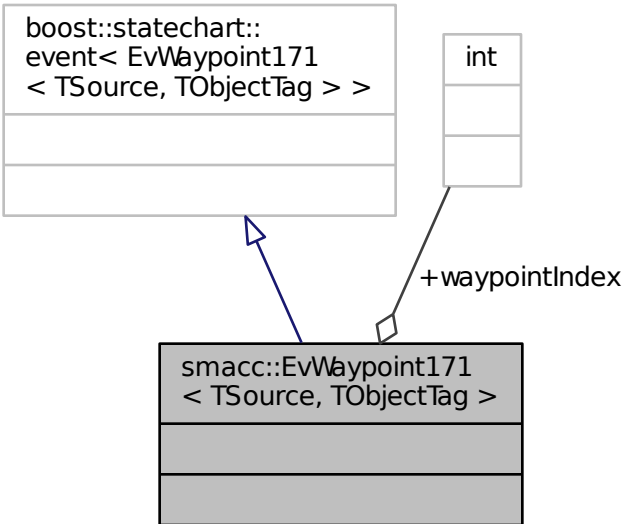 boost::statechart::
event< EvWaypoint171
< TSource, TObjectTag > >
int
+waypointIndex
smacc::EvWaypoint171
< TSource, TObjectTag >